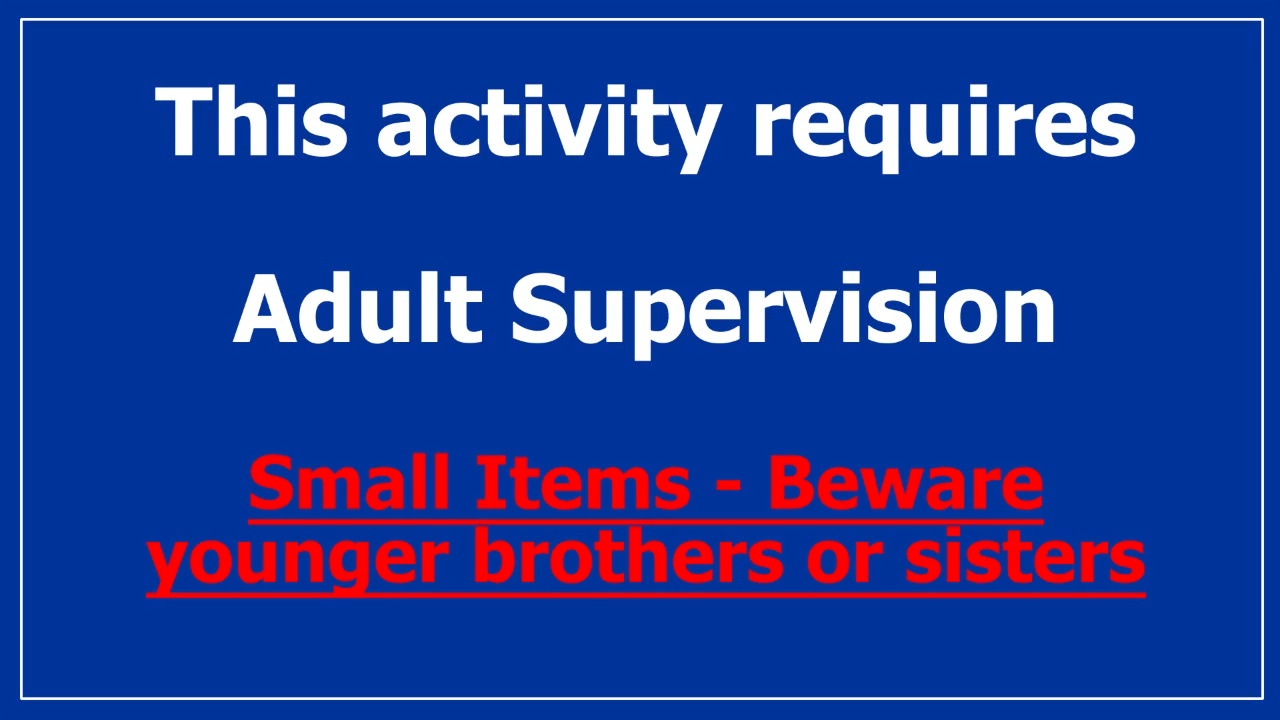 This activity requires
Adult Supervision
Small Items - Beware
younger brothers or sisters